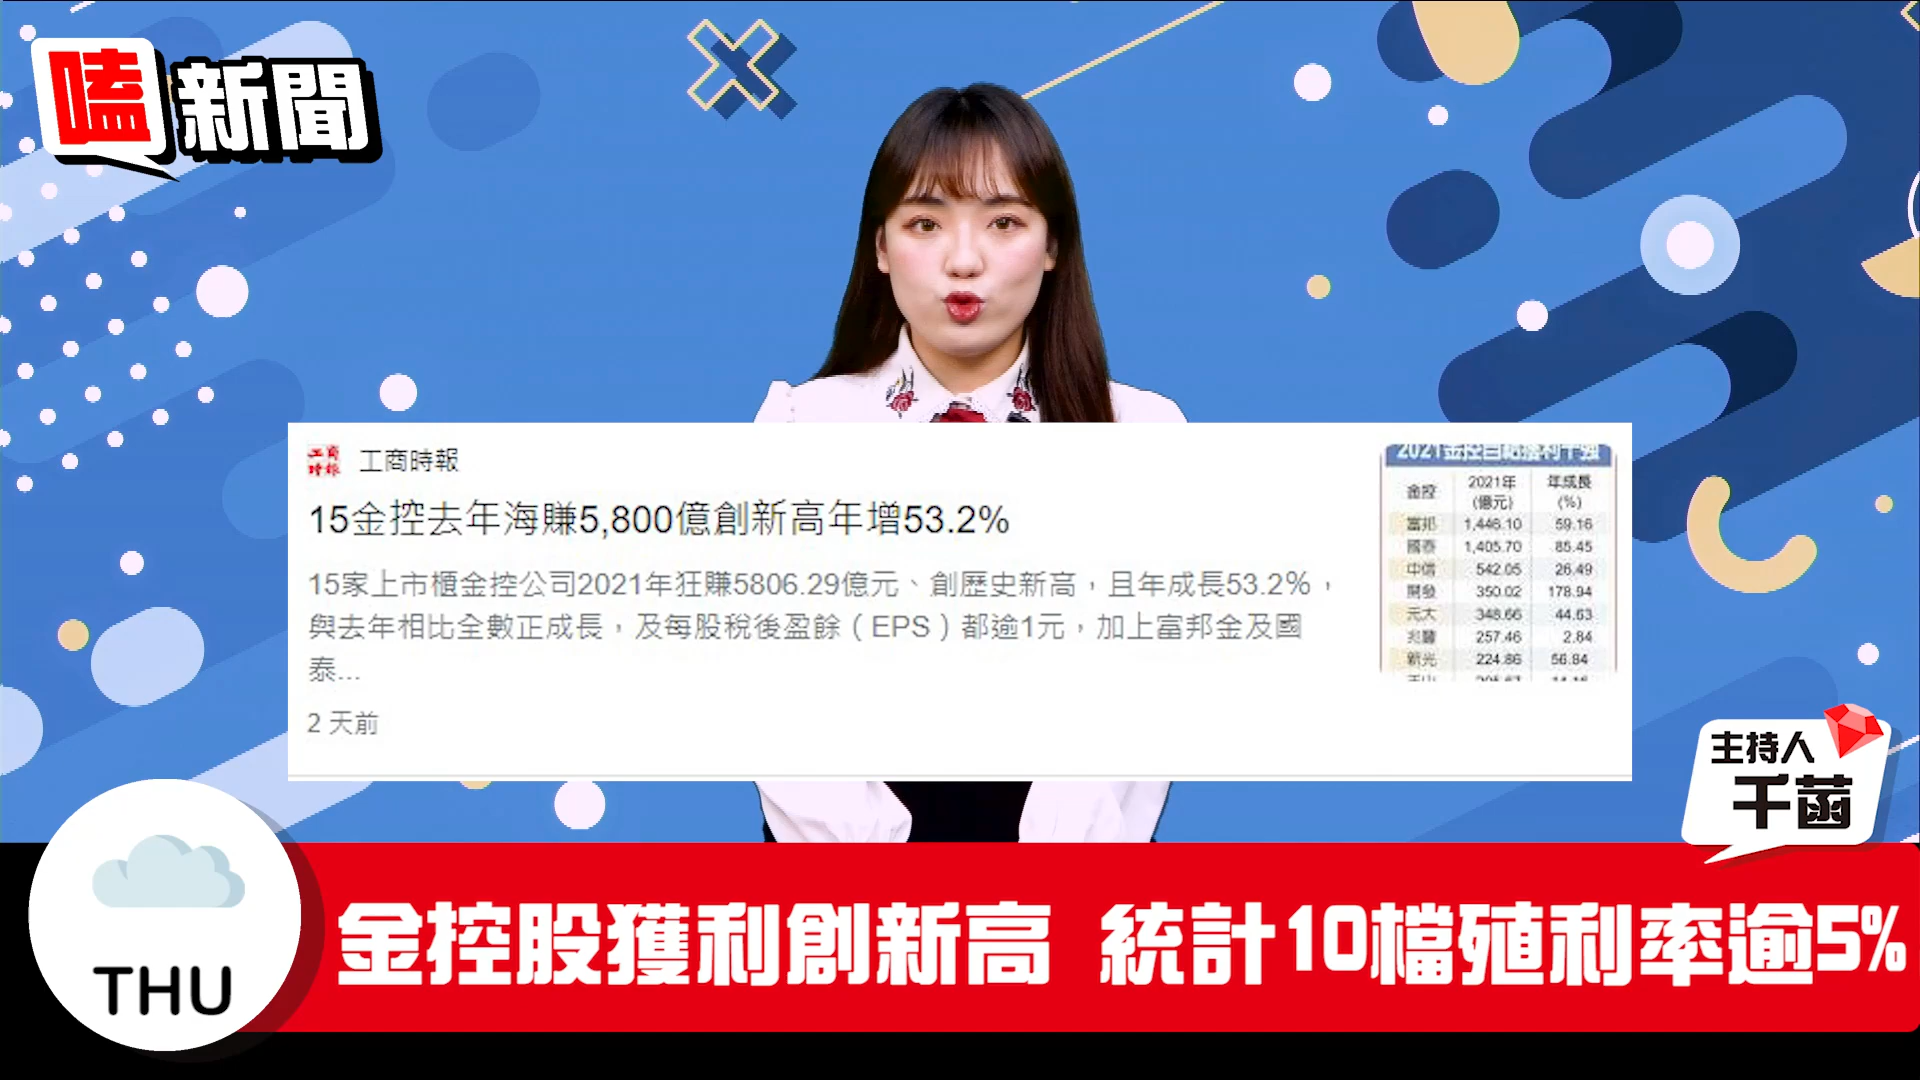 嗑新聞
工商時報 工商時報
15金控去年海賺5,800億創新高年增53.2%
15家上市櫃金控公司2021年狂賺5806.29億元、創歷史新高，且年成長53.2%，
與去年相比全數正成長，及每股稅後盈餘（EPS）都逾1元，加上富邦金及國
泰...
2 天前
金控 2021年(億元) 年成長(%)
富邦 1,446.10 59.16
國泰 1,405.70 85.45
中信 542.05 26.49
開發 350.02 178.94
元大 348.66 44.63
兆豐 257.46 2.84
新光 224.86 56.84
主持人
千菡
THU
金控股獲利創新高 統計10檔殖利率逾5%